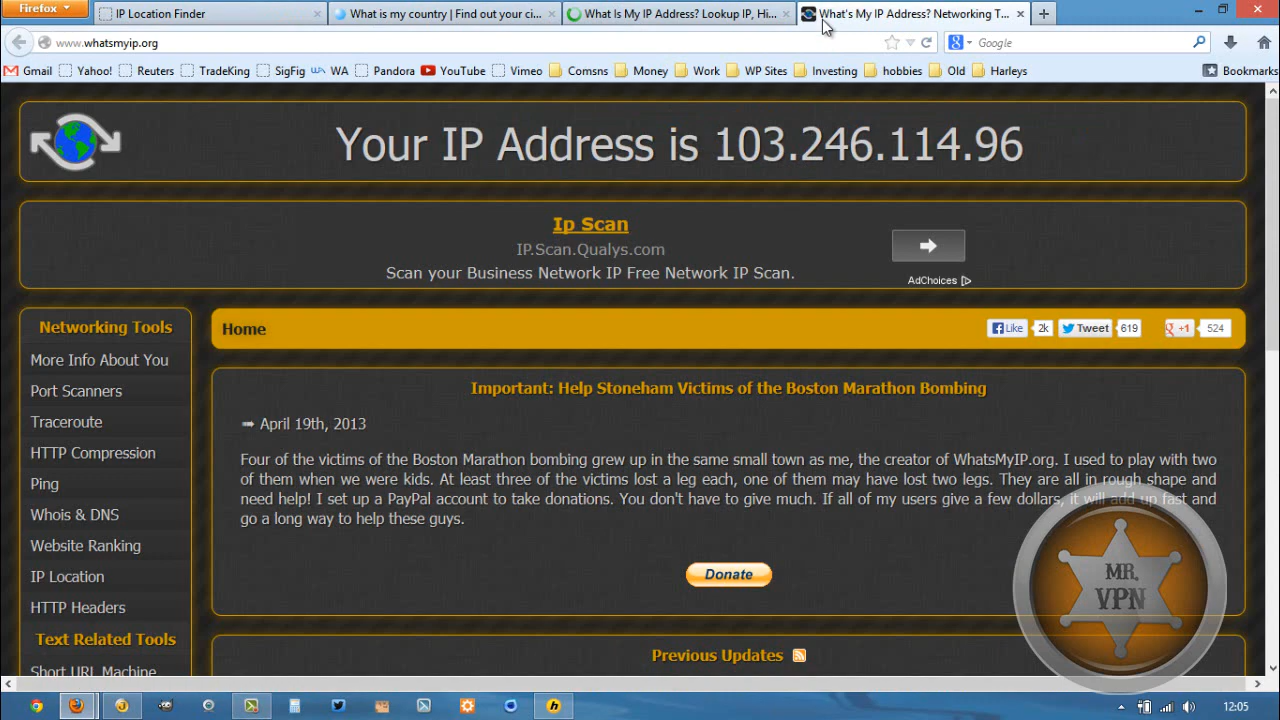 Firefox
IP Location Finder
What is my country | Find out your ci...
What Is My IP Address? Lookup IP, Hi...
What's My IP Address? Networking T...
www.whatsmyip.org
Google
Gmail
Yahoo!
Reuters
TradeKing
SigFig
WA
Pandora
YouTube
Vimeo
Comsns
Money
Work
WP Sites
Investing
hobbies
Old
Harleys
Bookmarks
Your IP Address is 103.246.114.96
Ip Scan
IP.Scan.Qualys.com
Scan your Business Network IP Free Network IP Scan.
AdChoices
Networking Tools
More Info About You
Port Scanners
Traceroute
HTTP Compression
Ping
Whois & DNS
Website Ranking
IP Location
HTTP Headers
Text Related Tools
Short URL Machine
Home
Like
2k
Tweet
619
+1
524
Important: Help Stoneham Victims of the Boston Marathon Bombing
➠ April 19th, 2013
Four of the victims of the Boston Marathon bombing grew up in the same small town as me, the creator of WhatsMyIP.org. I used to play with two
of them when we were kids. At least three of the victims lost a leg each, one of them may have lost two legs. They are all in rough shape and
need help! I set up a PayPal account to take donations. You don't have to give much. If all of my users give a few dollars, it will add up fast and
go a long way to help these guys.
Donate
MR.
VPN
Previous Updates
12:05